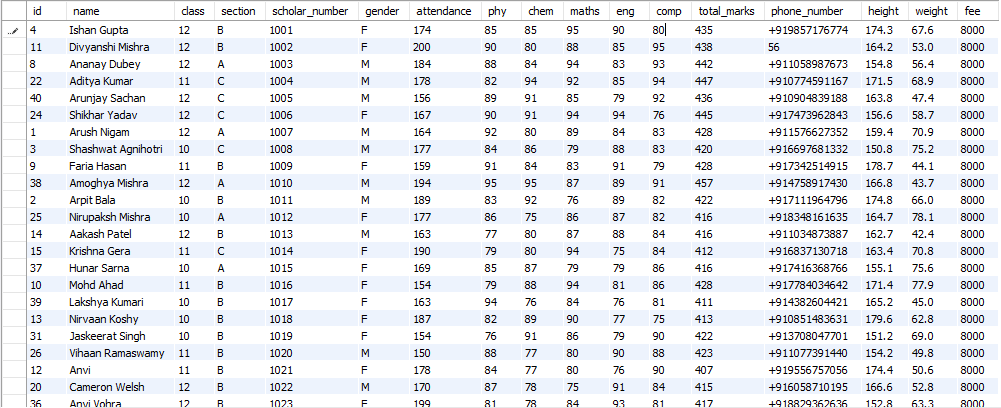 id name class section scholar_number gender attendance phy chem maths eng comp total_marks phone_number height weight fee
4 Ishan Gupta 12 B 1001 F 174 85 85 95 90 80 435 +919857176774 174.3 67.6 8000
11 Divyanshi Mishra 12 B 1002 F 200 90 80 88 85 95 438 56 164.2 53.0 8000
8 Ananay Dubey 12 A 1003 M 184 88 84 94 83 93 442 +911058987673 154.8 56.4 8000
22 Aditya Kumar 11 C 1004 M 178 82 94 92 85 94 447 +910774591167 171.5 68.9 8000
40 Arunjay Sachan 12 C 1005 M 156 89 91 85 79 92 436 +910904839188 163.8 47.4 8000
24 Shikhar Yadav 12 C 1006 F 167 90 91 94 94 76 445 +917473962843 156.6 58.7 8000
1 Arush Nigam 12 A 1007 M 164 92 80 89 84 83 428 +911576627352 159.4 70.9 8000
3 Shashwat Agnihotri 10 C 1008 M 177 84 86 79 88 83 420 +916697681332 150.8 75.2 8000
9 Faria Hasan 11 B 1009 F 159 91 84 83 91 79 428 +917342514915 178.7 44.1 8000
38 Amoghya Mishra 12 A 1010 M 194 95 95 87 89 91 457 +914758917430 166.8 43.7 8000
2 Arpit Bala 10 B 1011 M 189 83 92 76 89 82 422 +917111964796 174.8 66.0 8000
25 Nirupaksh Mishra 10 A 1012 F 177 86 75 86 87 82 416 +918348161635 164.7 78.1 8000
14 Aakash Patel 12 B 1013 M 163 77 80 87 88 84 416 +911034873887 162.7 42.4 8000
15 Krishna Gera 11 C 1014 F 190 79 80 94 75 84 412 +916837130718 163.4 70.8 8000
37 Hunar Sarna 10 A 1015 F 169 85 87 79 79 86 416 +917416368766 155.1 75.6 8000
10 Mohd Ahad 11 B 1016 F 154 79 88 94 81 86 428 +917784034642 171.4 77.9 8000
39 Lakshya Kumari 10 B 1017 F 163 94 76 84 76 81 411 +914382604421 165.2 45.0 8000
13 Nirvaan Koshy 10 B 1018 F 187 82 89 90 77 75 413 +910851483631 179.6 62.8 8000
31 Jaskeerat Singh 10 B 1019 F 154 76 91 86 79 90 422 +913708047701 151.2 69.0 8000
26 Vihaan Ramaswamy 11 B 1020 M 150 88 77 80 90 88 423 +911077391440 154.2 49.8 8000
12 Anvi 11 B 1021 F 178 84 77 80 76 90 407 +919556757056 174.4 50.6 8000
20 Cameron Welsh 12 B 1022 M 170 87 78 75 91 84 415 +916058710195 166.6 52.8 8000
36 Anvi Vohra 12 B 1023 F 199 81 78 84 93 81 417 +918829362636 152.8 63.3 8000